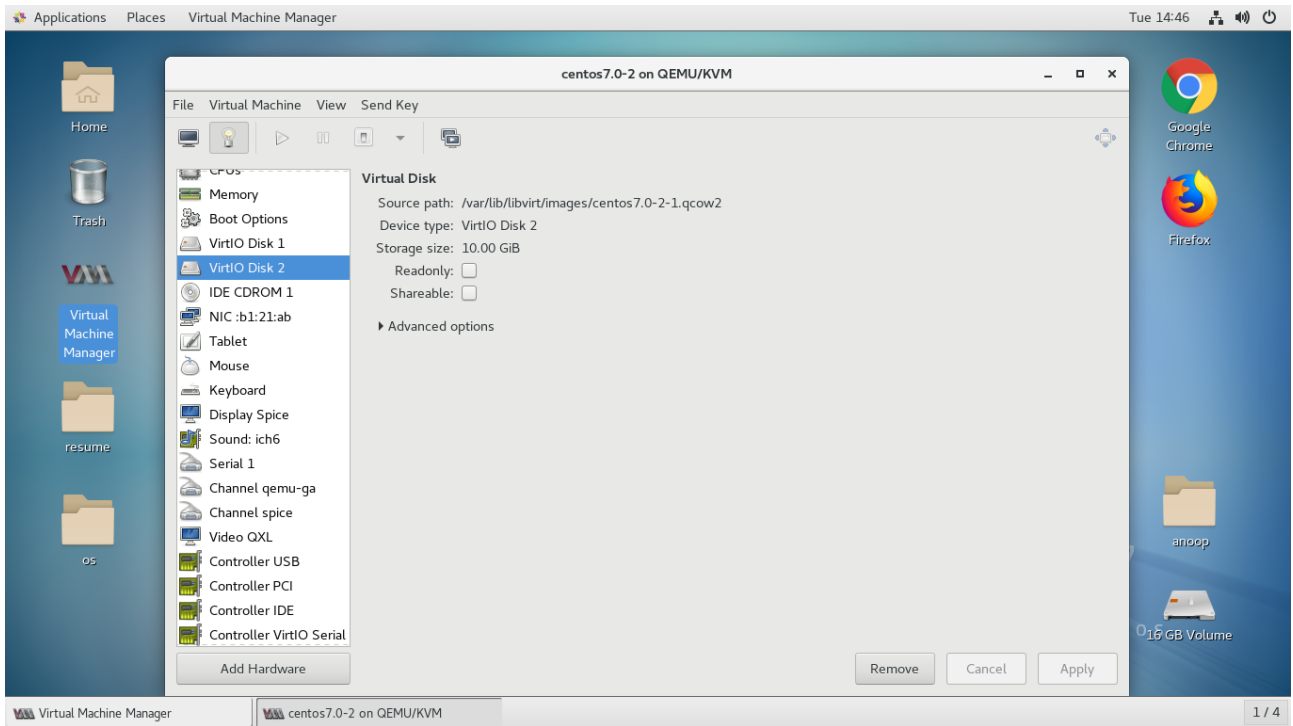 Applications Places Virtual Machine Manager Tue 14:46
centos7.0-2 on QEMU/KVM
File Virtual Machine View Send Key
Home
Trash
Virtual
Machine
Manager
resume
os
CPUs
Memory
Boot Options
VirtIO Disk 1
VirtIO Disk 2
IDE CDROM 1
NIC :b1:21:ab
Tablet
Mouse
Keyboard
Display Spice
Sound: ich6
Serial 1
Channel qemu-ga
Channel spice
Video QXL
Controller USB
Controller PCI
Controller IDE
Controller VirtIO Serial
Add Hardware
Virtual Disk
Source path: /var/lib/libvirt/images/centos7.0-2-1.qcow2
Device type: VirtIO Disk 2
Storage size: 10.00 GiB
Readonly:
Shareable:
Advanced options
Remove Cancel Apply
Google
Chrome
Firefox
anoop
16 GB Volume
Virtual Machine Manager centos7.0-2 on QEMU/KVM 1 / 4